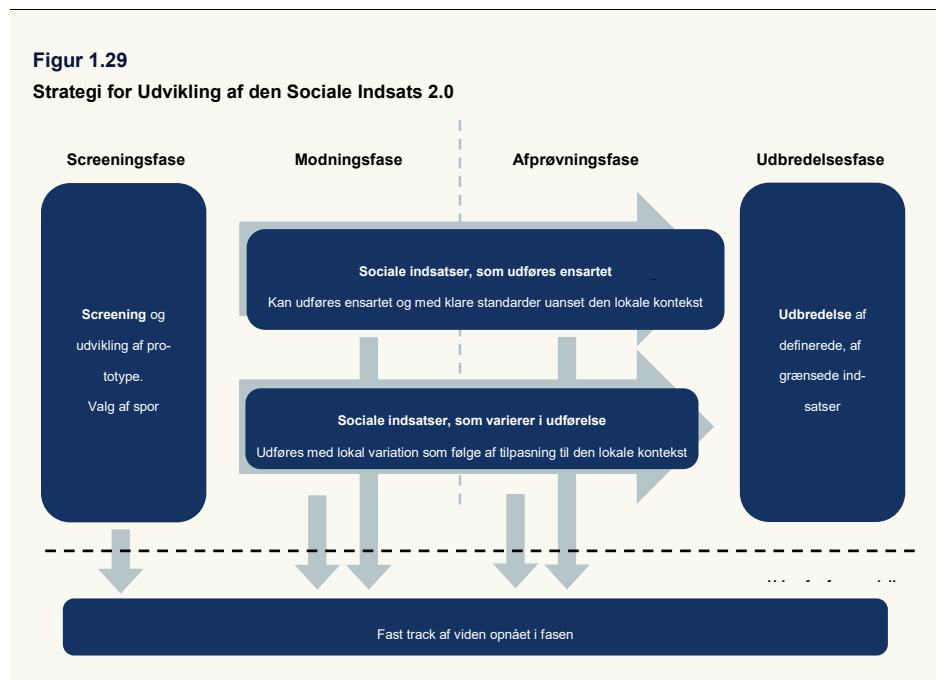 Figur 1.29
Strategi for Udvikling af den Sociale Indsats 2.0
Screeningsfase
Modningsfase
Afprøvningsfase
Udbredelsesfase
Screening og
udvikling af pro-
totype.
Valg af spor
Sociale indsatser, som udføres ensartet
Kan udføres ensartet og med klare standarder uanset den lokale kontekst
Sociale indsatser, som varierer i udførelse
Udføres med lokal variation som følge af tilpasning til den lokale kontekst
Udbredelse af
definerede, af
grænsede ind-
satser
Fast track af viden opnået i fasen